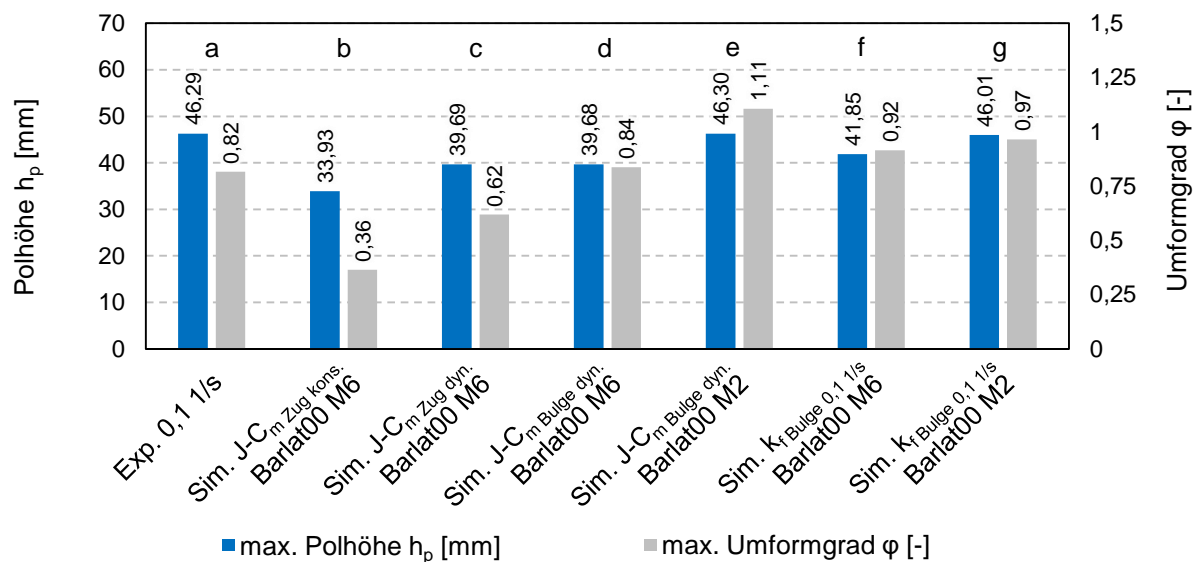 Polhöhe hp [mm]
70
60
50
40
30
20
10
0
a
b
c
d
e
f
g
46,29
0,82
33,93
0,36
39,69
0,62
39,68
0,84
46,30
1,11
41,85
0,92
46,01
0,97
1,5
1,25
1
0,75
0,5
0,25
0
Umformgrad φ [-]
Exp. 0,1 1/s
Sim. J-Cm Zug kons.
Barlat00 M6
Sim. J-Cm Zug dyn.
Barlat00 M6
Sim. J-Cm Bulge dyn.
Barlat00 M6
Sim. J-Cm Bulge dyn.
Barlat00 M2
Sim. kf Bulge 0,1 1/s
Barlat00 M6
Sim. kf Bulge 0,1 1/s
Barlat00 M2
max. Polhöhe hp [mm]
max. Umformgrad φ [-]